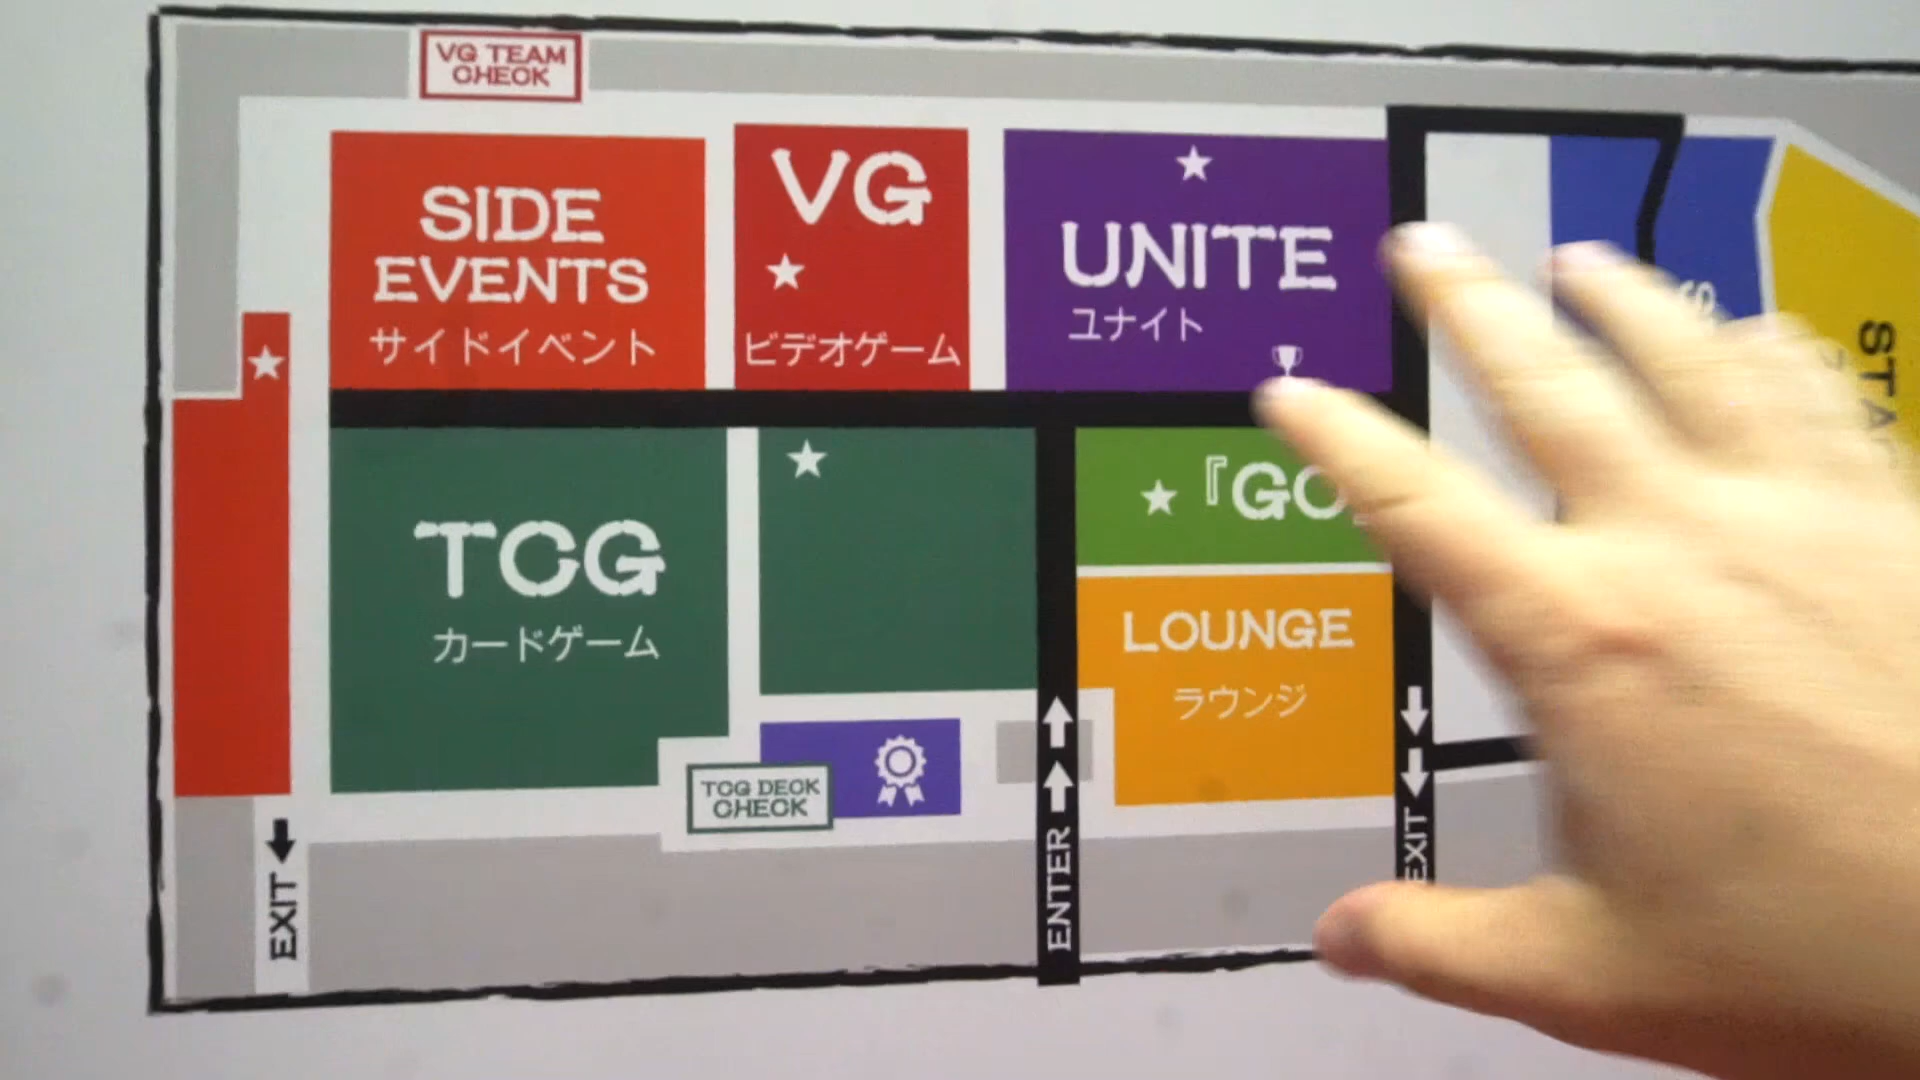 VG TEAM
CHECK
SIDE
EVENTS
サイドイベント
VG
ビデオゲーム
UNITE
ユナイト
TCG
カードゲーム
『GO』
LOUNGE
ラウンジ
TCG DECK
CHECK
EXIT
ENTER
EXIT